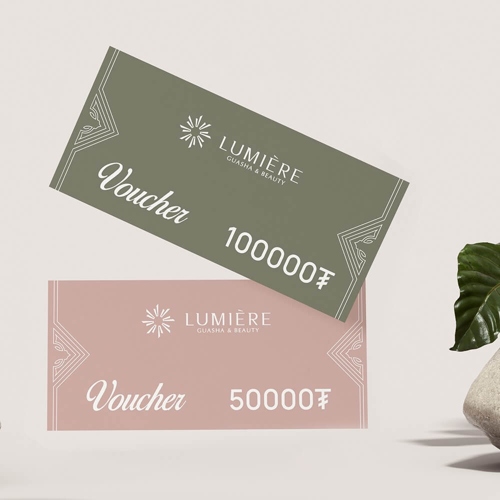 LUMIÈRE
GUASHA & BEAUTY
Voucher
100000₮
LUMIÈRE
GUASHA & BEAUTY
Voucher
50000₮